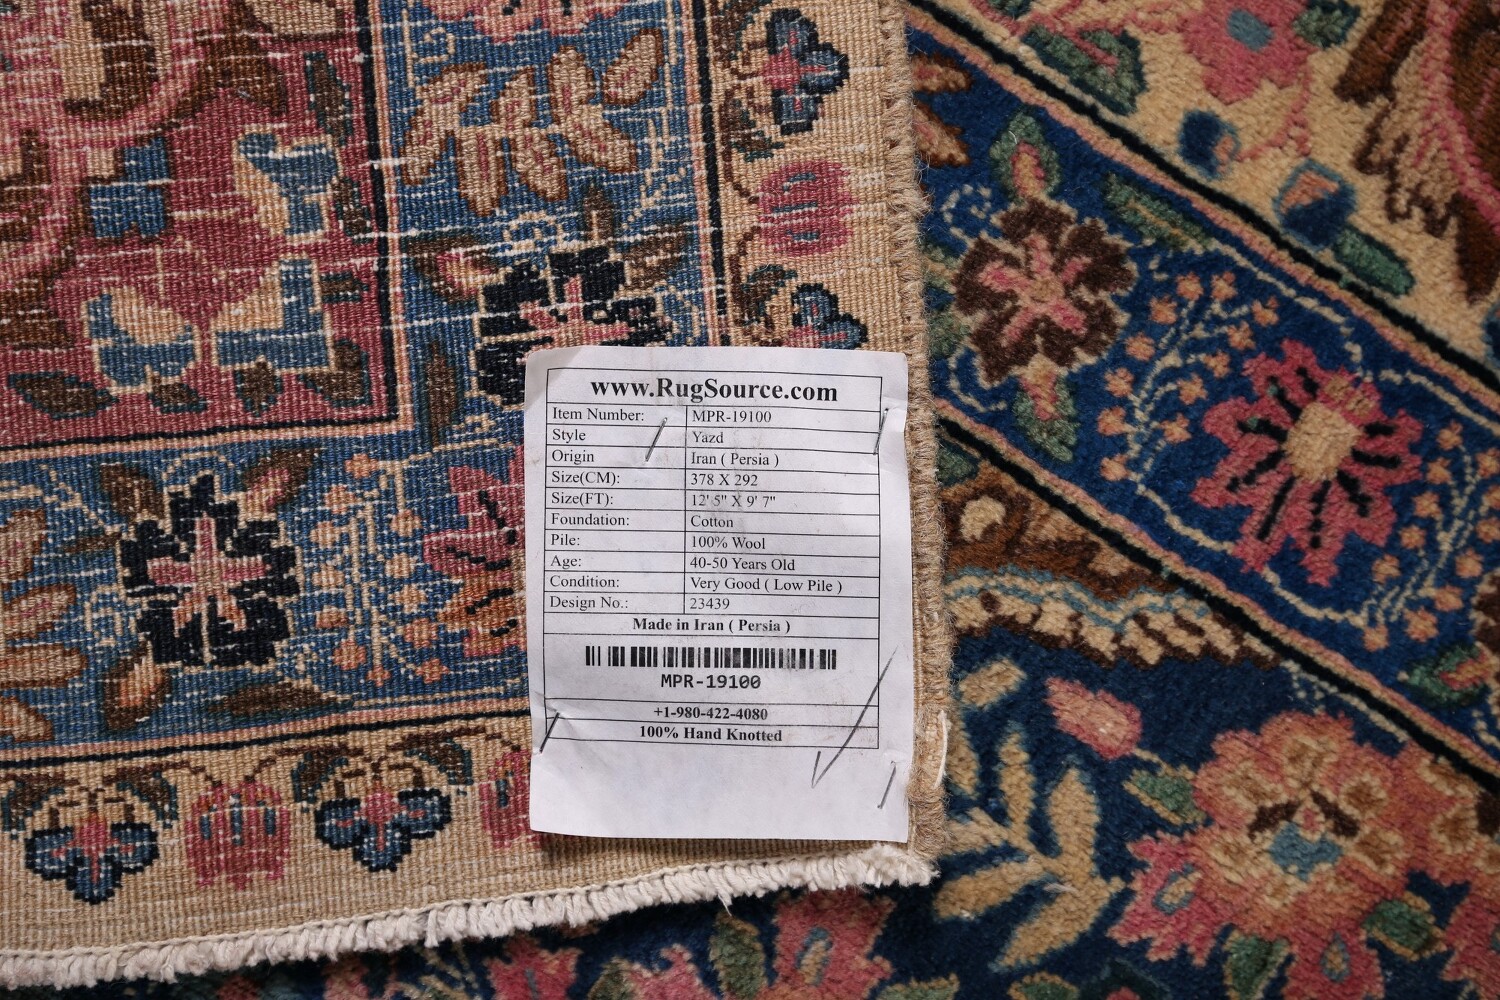 www.RugSource.com
Item Number: MPR-19100
Style Yazd
Origin Iran ( Persia )
Size(CM): 378 X 292
Size(FT): 12' 5" X 9' 7"
Foundation: Cotton
Pile: 100% Wool
Age: 40-50 Years Old
Condition: Very Good ( Low Pile )
Design No.: 23439
Made in Iran ( Persia )
MPR-19100
+1-980-422-4080
100% Hand Knotted